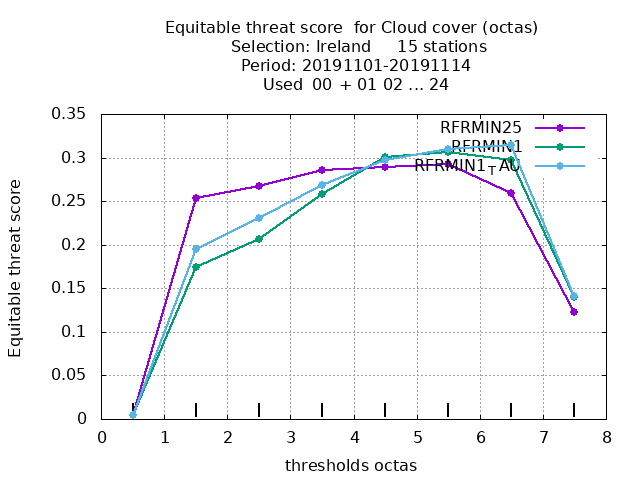 Equitable threat score  for Cloud cover (octas)
Selection: Ireland     15 stations
Period: 20191101-20191114
Used  00  + 01 02 ... 24
RFRMIN25
RFRMIN1
RFRMIN1+AU
Equitable threat score
0.35
0.3
0.25
0.2
0.15
0.1
0.05
0
0 1 2 3 4 5 6 7 8
thresholds octas